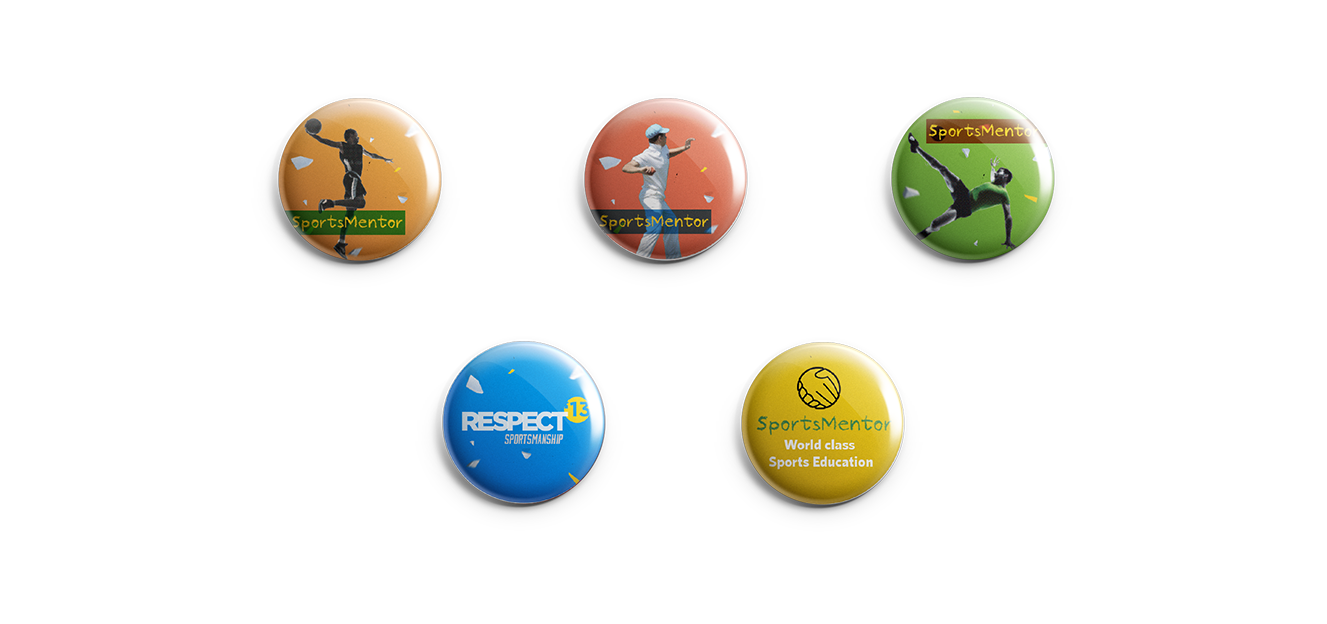 SportsMentor
SportsMentor
SportsMento
RESPECT 13
SPORTSMANSHIP
SportsMentor
World class
Sports Education